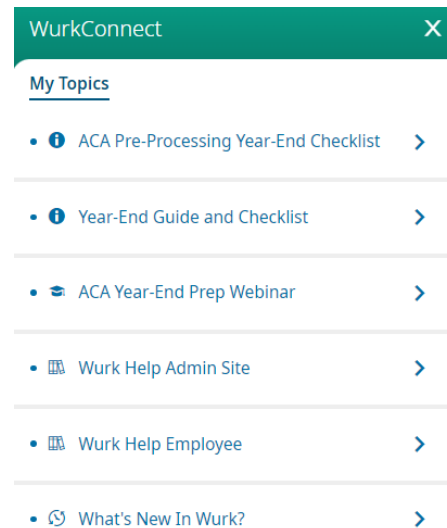 WurkConnect X
My Topics
ACA Pre-Processing Year-End Checklist
Year-End Guide and Checklist
ACA Year-End Prep Webinar
Wurk Help Admin Site
Wurk Help Employee
What's New In Wurk?